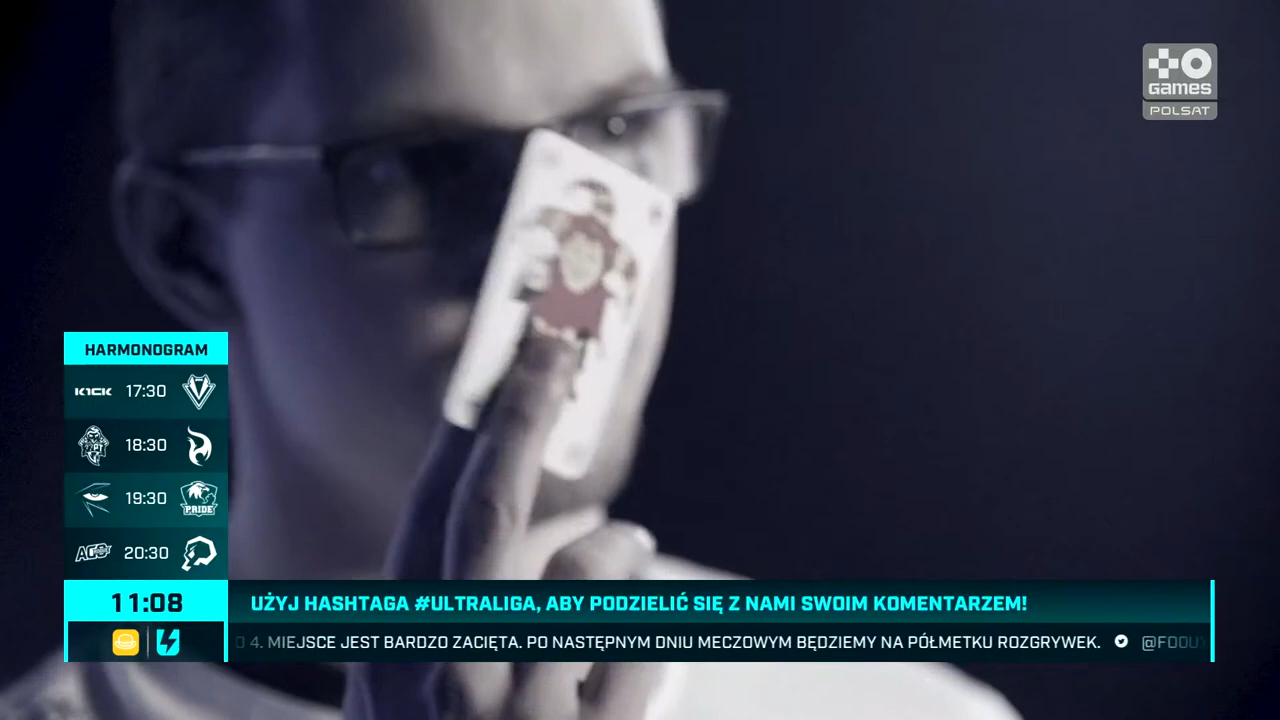 games
POLSAT
HARMONOGRAM
K1CK 17:30
18:30
19:30 PRIDE
AGO 20:30
11:08
UŻYJ HASHTAGA #ULTRALIGA, ABY PODZIELIĆ SIĘ Z NAMI SWOIM KOMENTARZEM!
4. MIEJSCE JEST BARDZO ZACIĘTA. PO NASTĘPNYM DNIU MECZOWYM BĘDZIEMY NA PÓŁMETKU ROZGRYWEK.